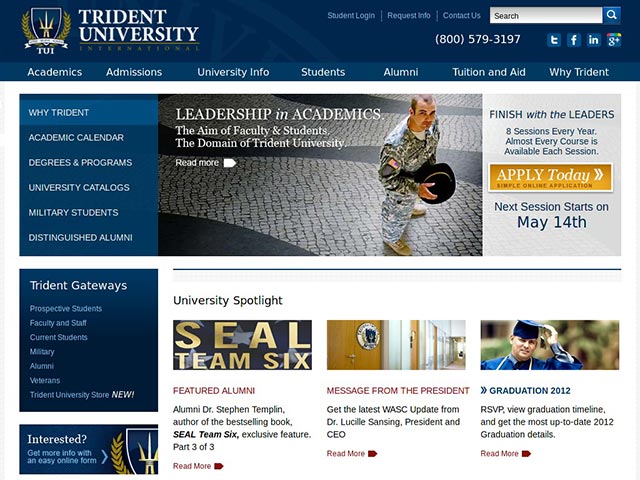 TRIDENT
UNIVERSITY
INTERNATIONAL
TUI
Student Login | Request Info | Contact Us
Search
(800) 579-3197
Academics Admissions University Info Students Alumni Tuition and Aid Why Trident
WHY TRIDENT
ACADEMIC CALENDAR
DEGREES & PROGRAMS
UNIVERSITY CATALOGS
MILITARY STUDENTS
DISTINGUISHED ALUMNI
LEADERSHIP in ACADEMICS.
The Aim of Faculty & Students.
The Domain of Trident University.
Read more
FINISH with the LEADERS
8 Sessions Every Year.
Almost Every Course is
Available Each Session.
APPLY Today »
SIMPLE ONLINE APPLICATION
Next Session Starts on
May 14th
Trident Gateways
Prospective Students
Faculty and Staff
Current Students
Military
Alumni
Veterans
Trident University Store NEW!
Interested?
Get more info with
an easy online form
University Spotlight
SEAL
TEAM SIX
FEATURED ALUMNI
Alumni Dr. Stephen Templin,
author of the bestselling book,
SEAL Team Six, exclusive feature.
Part 3 of 3
Read More
MESSAGE FROM THE PRESIDENT
Get the latest WASC Update from
Dr. Lucille Sansing, President and
CEO
Read More
» GRADUATION 2012
RSVP, view graduation timeline,
and get the most up-to-date 2012
Graduation details.
Read More